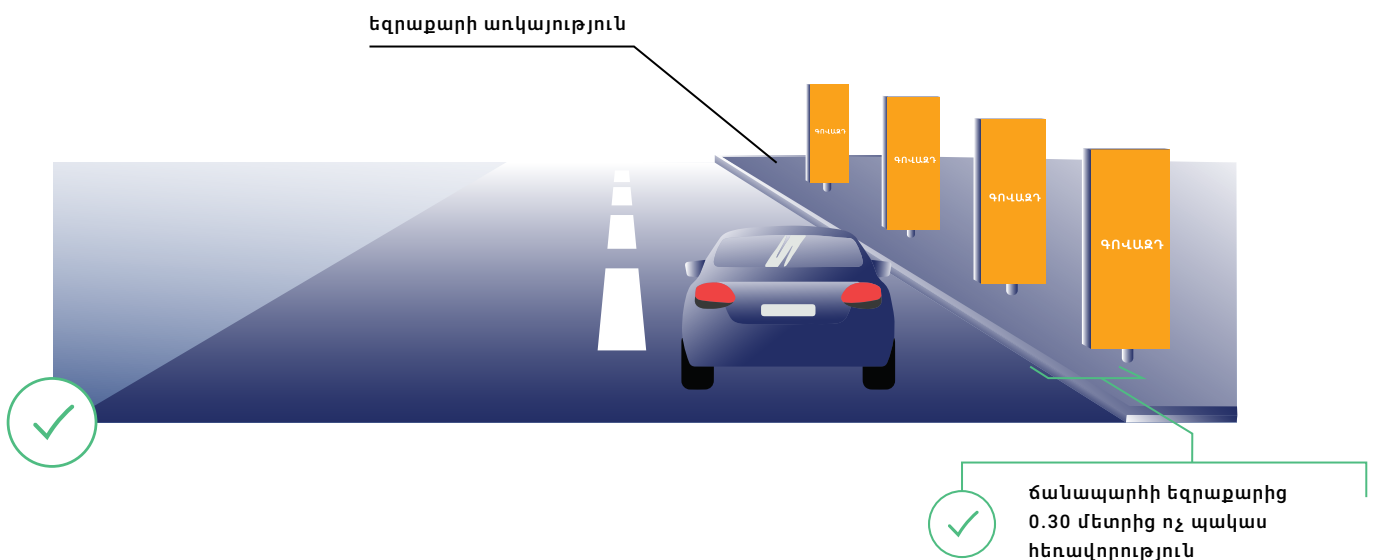 եզրաքարի առկայություն
ԳՈՎԱԶԴ
ԳՈՎԱԶԴ
ԳՈՎԱԶԴ
ԳՈՎԱԶԴ
ճանապարհի եզրաքարից
0.30 մետրից ոչ պակաս
հեռավորություն